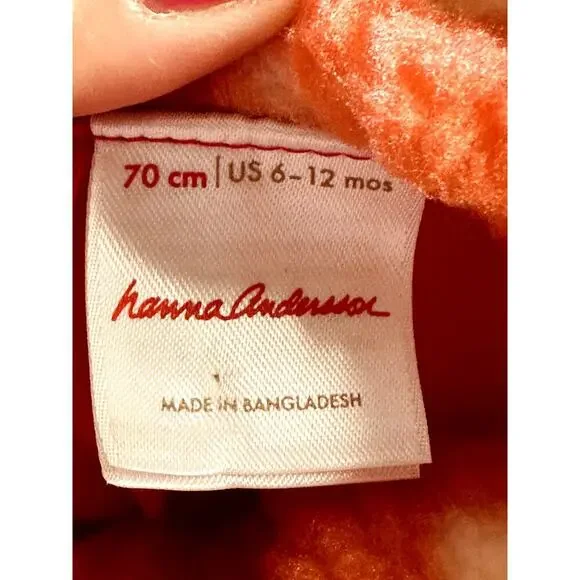 70 cm | US 6-12 mos
hanna Andersson
MADE IN BANGLADESH